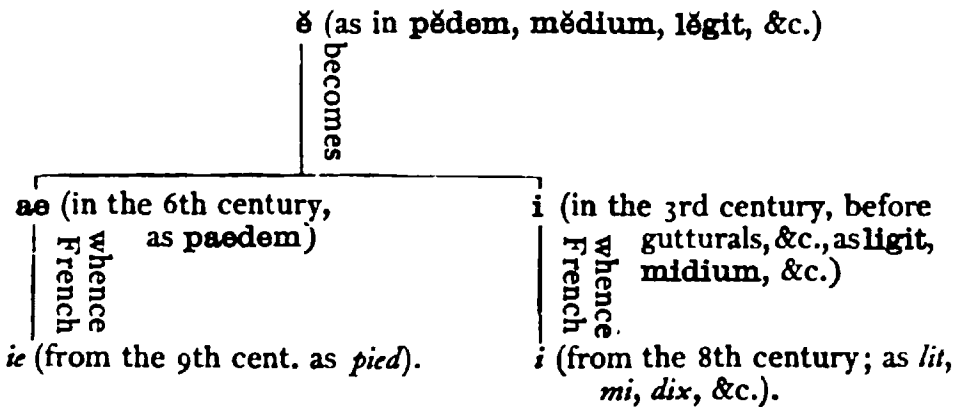 ĕ (as in pĕdem, mĕdium, lĕgit, &c.)
becomes
ae (in the 6th century,
as paedem)
whence
French
ie (from the 9th cent. as pied).
i (in the 3rd century, before
gutturals, &c., as ligit,
midium, &c.)
whence
French
i (from the 8th century; as lit,
mi, dix, &c.).